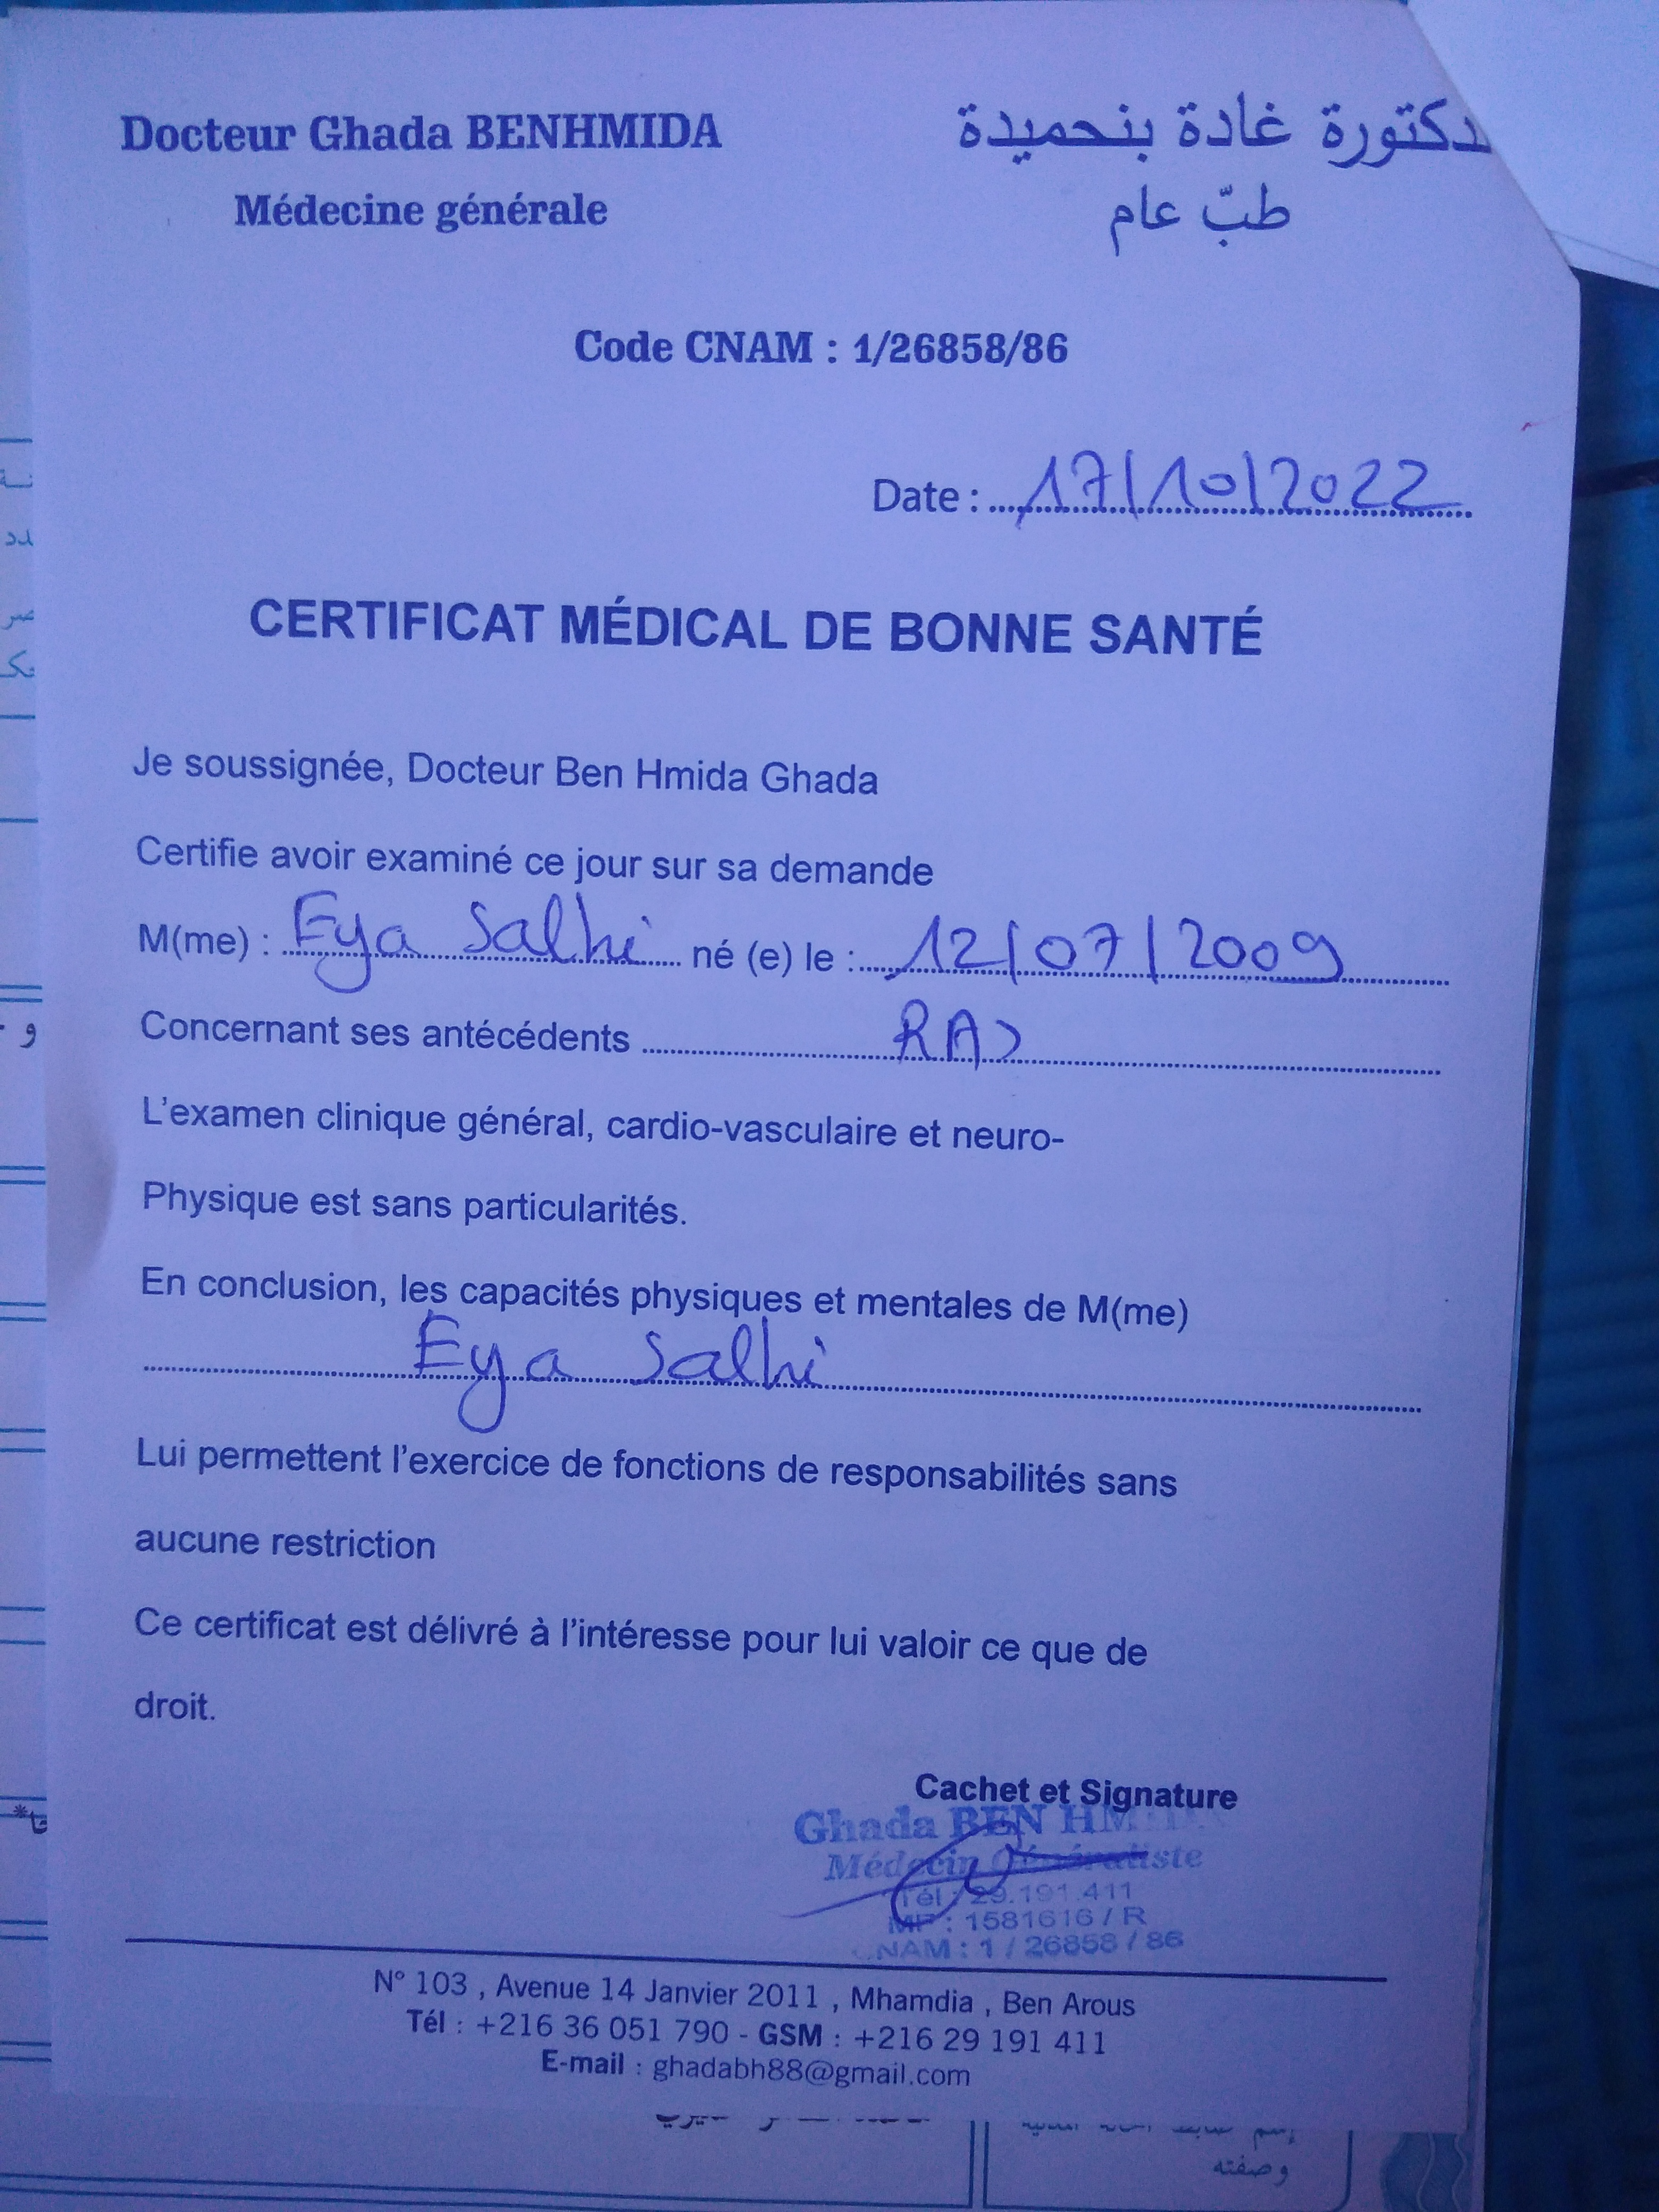 Docteur Ghada BENHMIDA
Médecine générale
دكتورة غادة بنحميدة
طبّ عام
Code CNAM : 1/26858/86
Date : 17/10/2022
CERTIFICAT MÉDICAL DE BONNE SANTÉ
Je soussignée, Docteur Ben Hmida Ghada
Certifie avoir examiné ce jour sur sa demande
M(me) : Eya Salhi né (e) le : 12/07/2009
Concernant ses antécédents RAS
L'examen clinique général, cardio-vasculaire et neuro-
Physique est sans particularités.
En conclusion, les capacités physiques et mentales de M(me)
Eya Salhi
Lui permettent l'exercice de fonctions de responsabilités sans
aucune restriction
Ce certificat est délivré à l'intéresse pour lui valoir ce que de
droit.
Cachet et Signature
Ghada BEN
Médecin Généraliste
Tél : 29.191.411
MF : 1581616 / R
CNAM : 1 / 26858 / 86
N° 103 , Avenue 14 Janvier 2011 , Mhamdia , Ben Arous
Tél : +216 36 051 790 - GSM : +216 29 191 411
E-mail : ghadabh88@gmail.com
وصفته